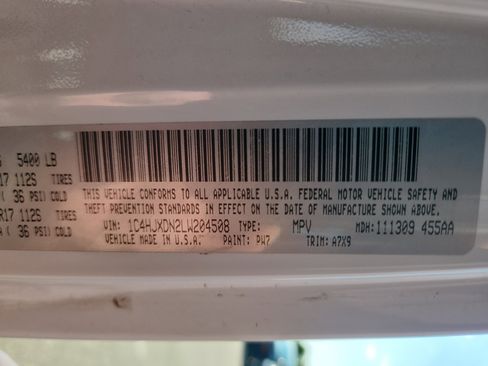 5400 LB
R17 112S TIRES
( 36 PSI) COLD
R17 112S TIRES
( 36 PSI) COLD
THIS VEHICLE CONFORMS TO ALL APPLICABLE U.S.A. FEDERAL MOTOR VEHICLE SAFETY AND
THEFT PREVENTION STANDARDS IN EFFECT ON THE DATE OF MANUFACTURE SHOWN ABOVE.
VIN: 1C4HJXDN2LW204508 TYPE: MPV MDH: 111309 455AA
VEHICLE MADE IN U.S.A. PAINT: PW7 TRIM: A7X9